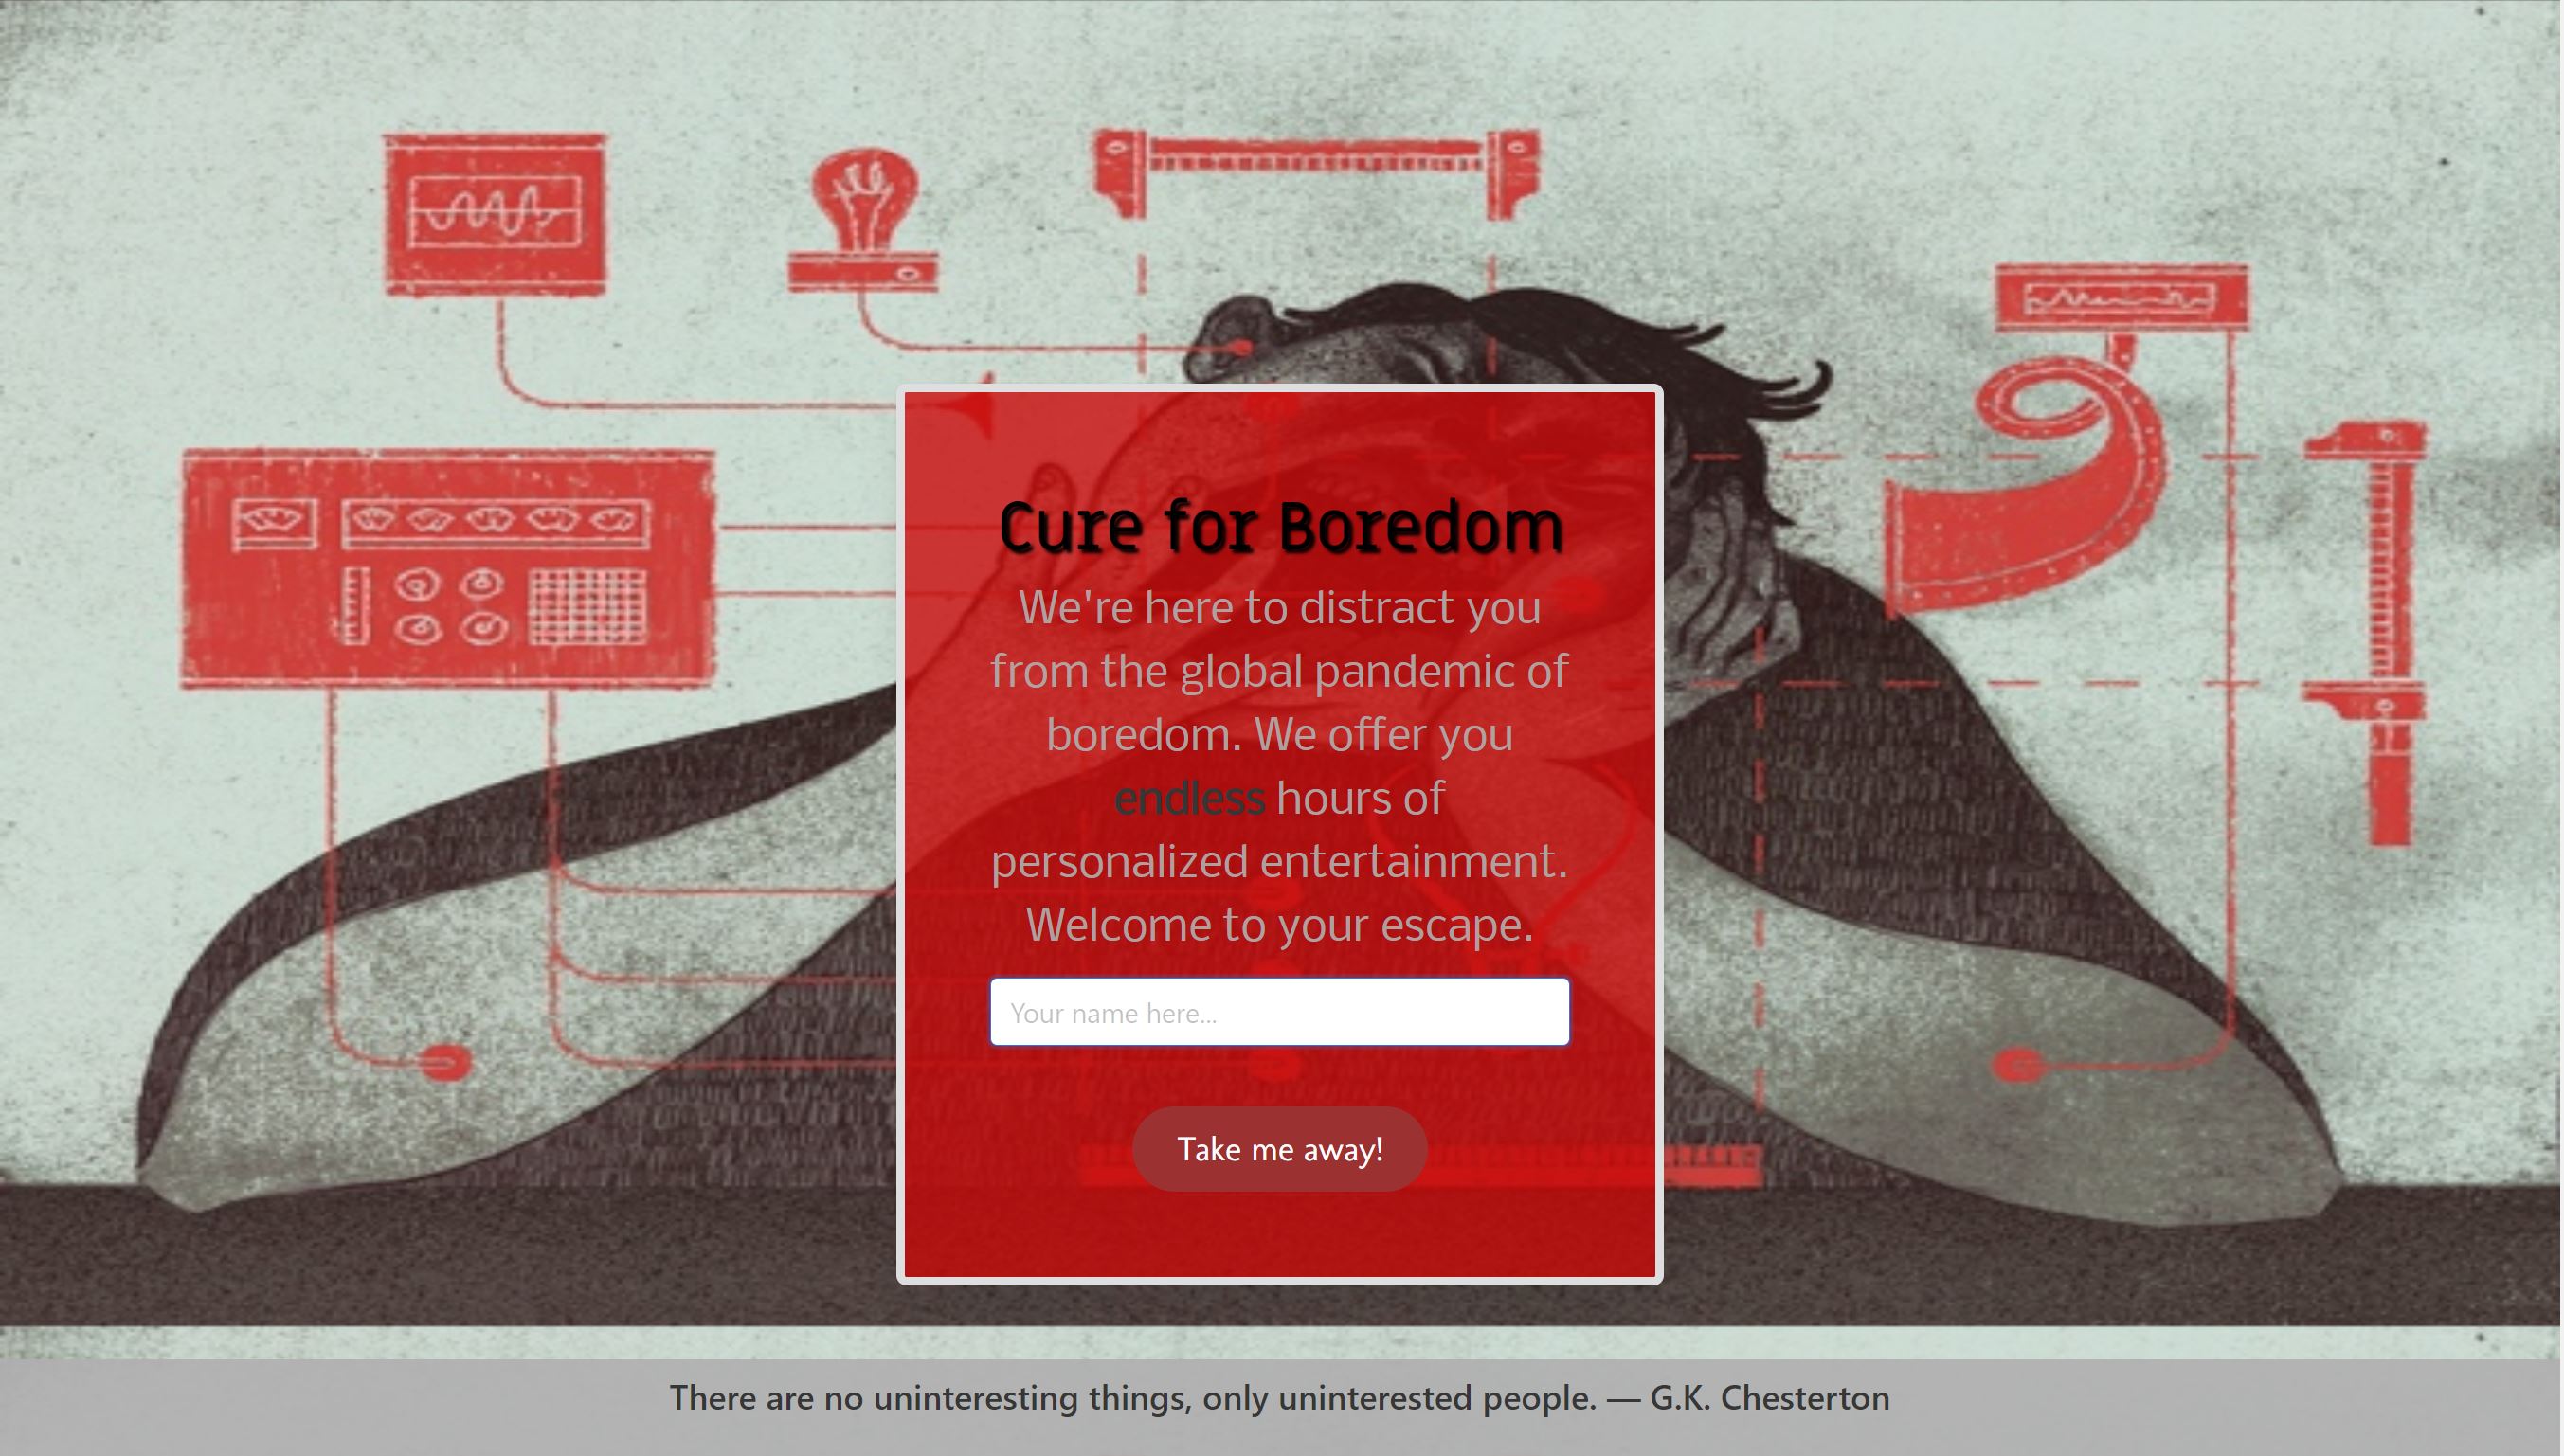 Cure for Boredom
We're here to distract you
from the global pandemic of
boredom. We offer you
endless hours of
personalized entertainment.
Welcome to your escape.
Your name here...
Take me away!
There are no uninteresting things, only uninterested people. — G.K. Chesterton